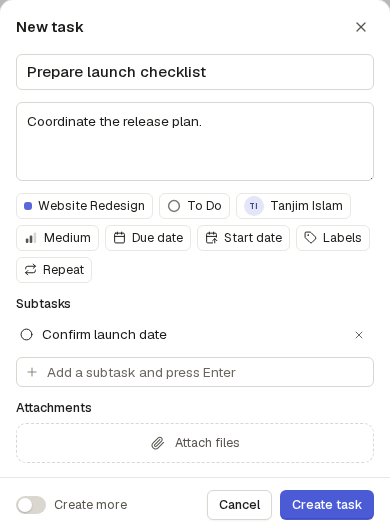 New task
Prepare launch checklist
Coordinate the release plan.
Website Redesign To Do TI Tanjim Islam
Medium Due date Start date Labels
Repeat
Subtasks
Confirm launch date
Add a subtask and press Enter
Attachments
Attach files
Create more Cancel Create task